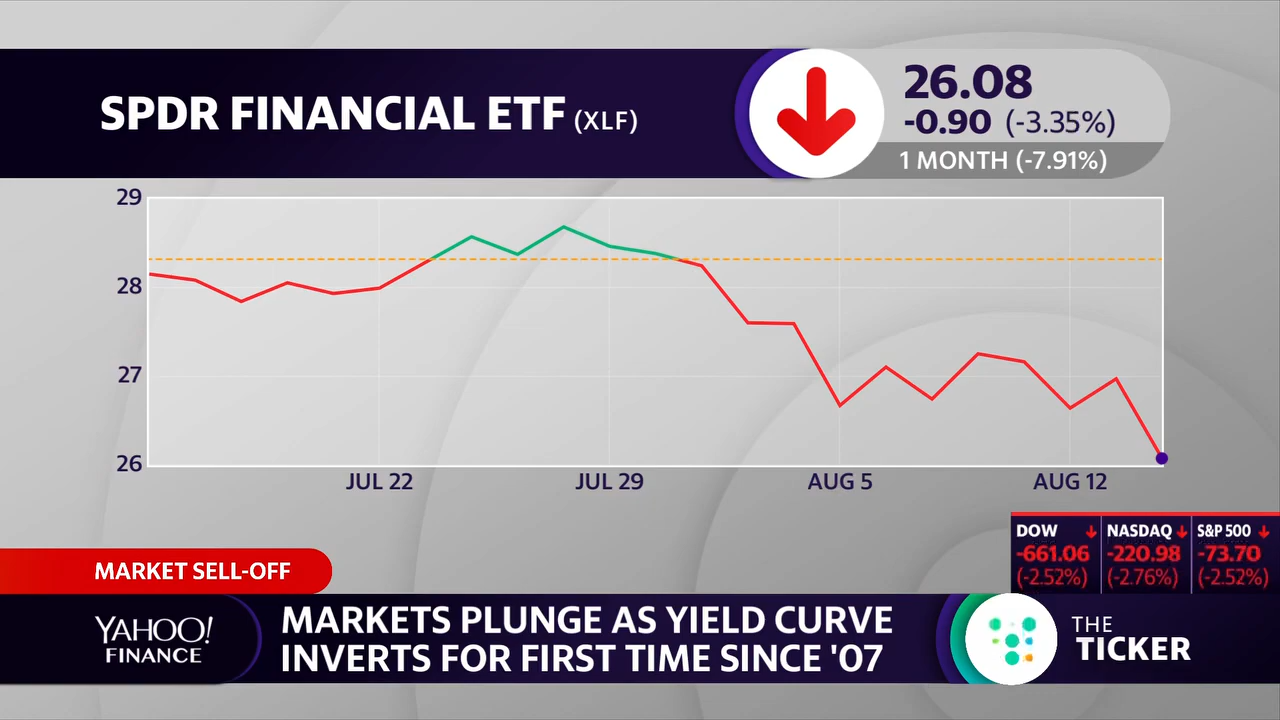 SPDR FINANCIAL ETF (XLF)
26.08
-0.90 (-3.35%)
1 MONTH (-7.91%)
29
28
27
26
JUL 22
JUL 29
AUG 5
AUG 12
DOW
-661.06
(-2.52%)
NASDAQ
-220.98
(-2.76%)
S&P 500
-73.70
(-2.52%)
MARKET SELL-OFF
YAHOO!
FINANCE
MARKETS PLUNGE AS YIELD CURVE
INVERTS FOR FIRST TIME SINCE '07
THE
TICKER